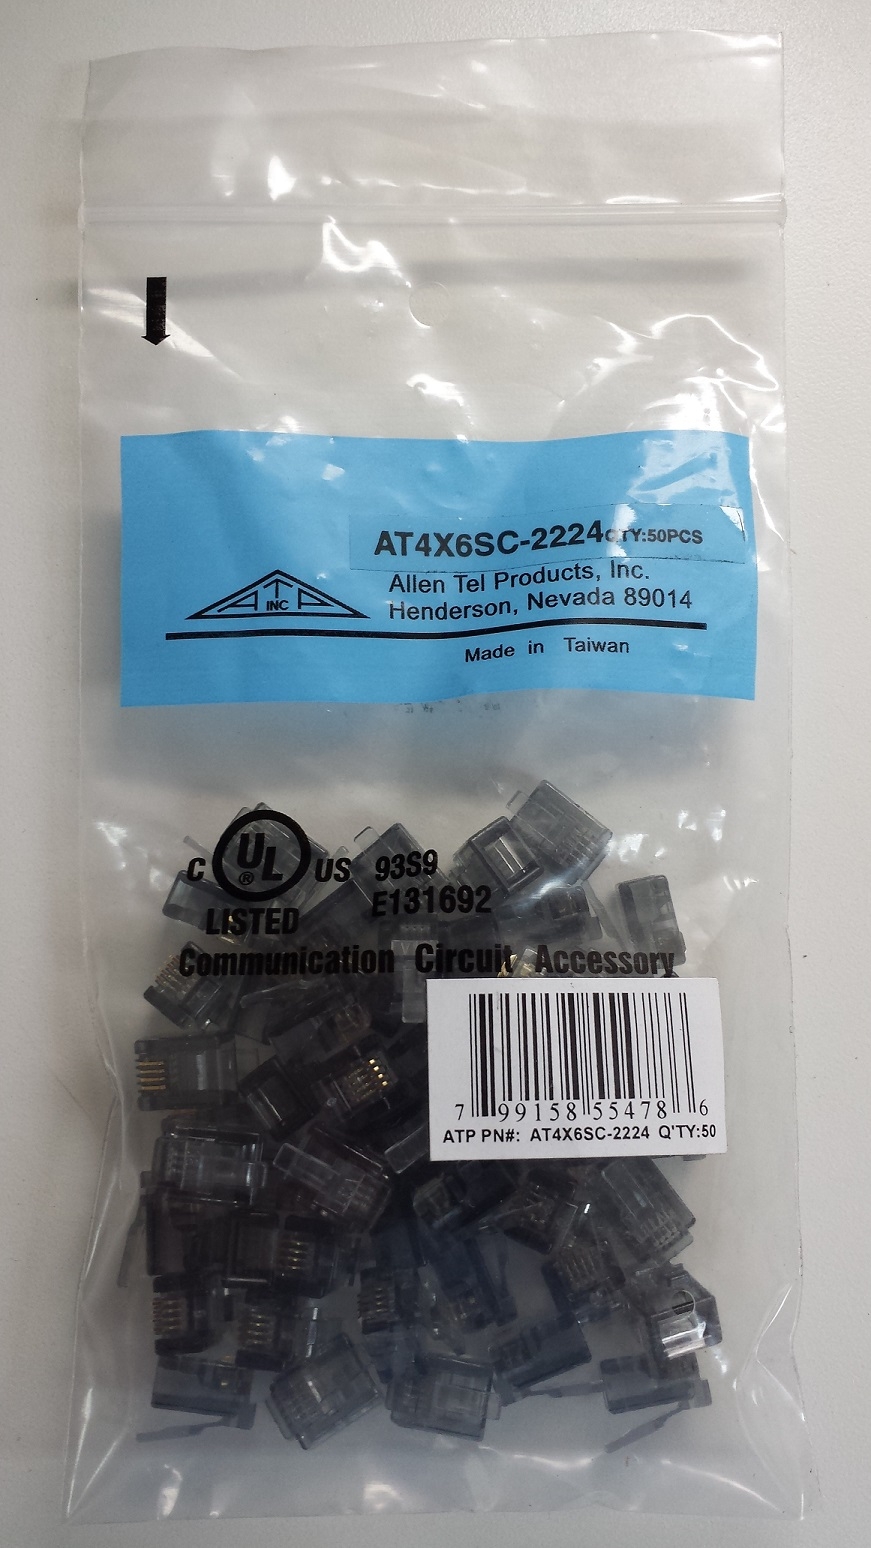 AT4X6SC-2224 QTY:50PCS
ATP
INC
Allen Tel Products, Inc.
Henderson, Nevada 89014
Made in Taiwan
C UL ® US 93S9
E131692
LISTED
Communication Circuit Accessory
7 99158 55478 6
ATP PN#: AT4X6SC-2224 Q'TY:50